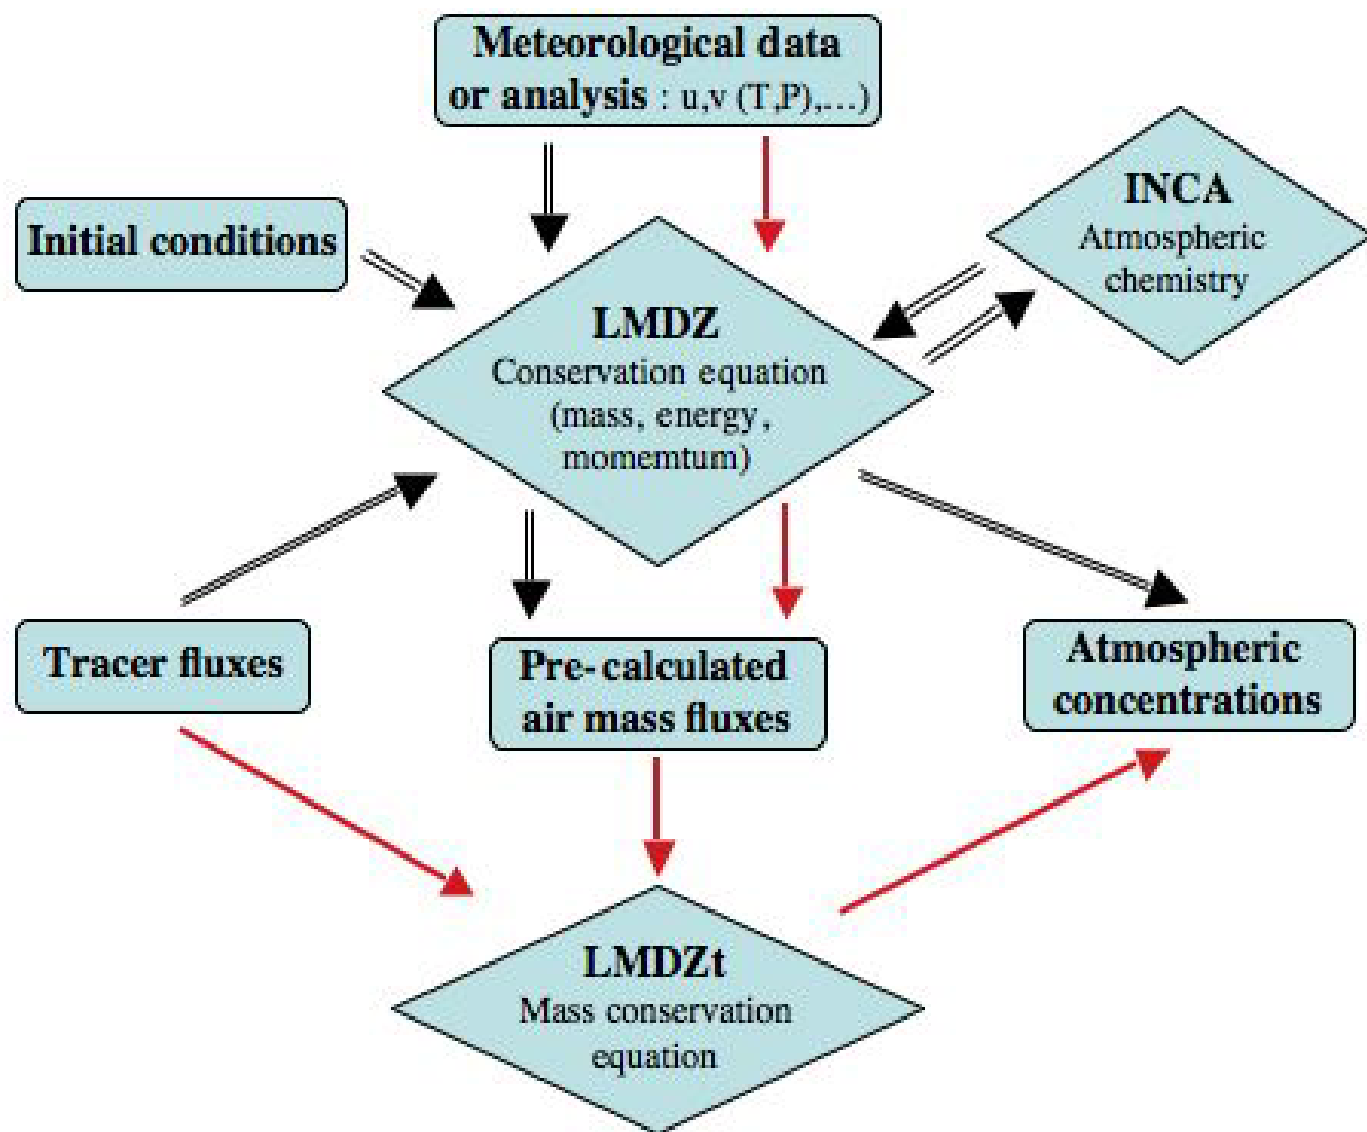 Meteorological data
or analysis : u,v (T,P),...)
INCA
Atmospheric
chemistry
Initial conditions
LMDZ
Conservation equation
(mass, energy,
momemtum)
Tracer fluxes
Pre-calculated
air mass fluxes
Atmospheric
concentrations
LMDZt
Mass conservation
equation